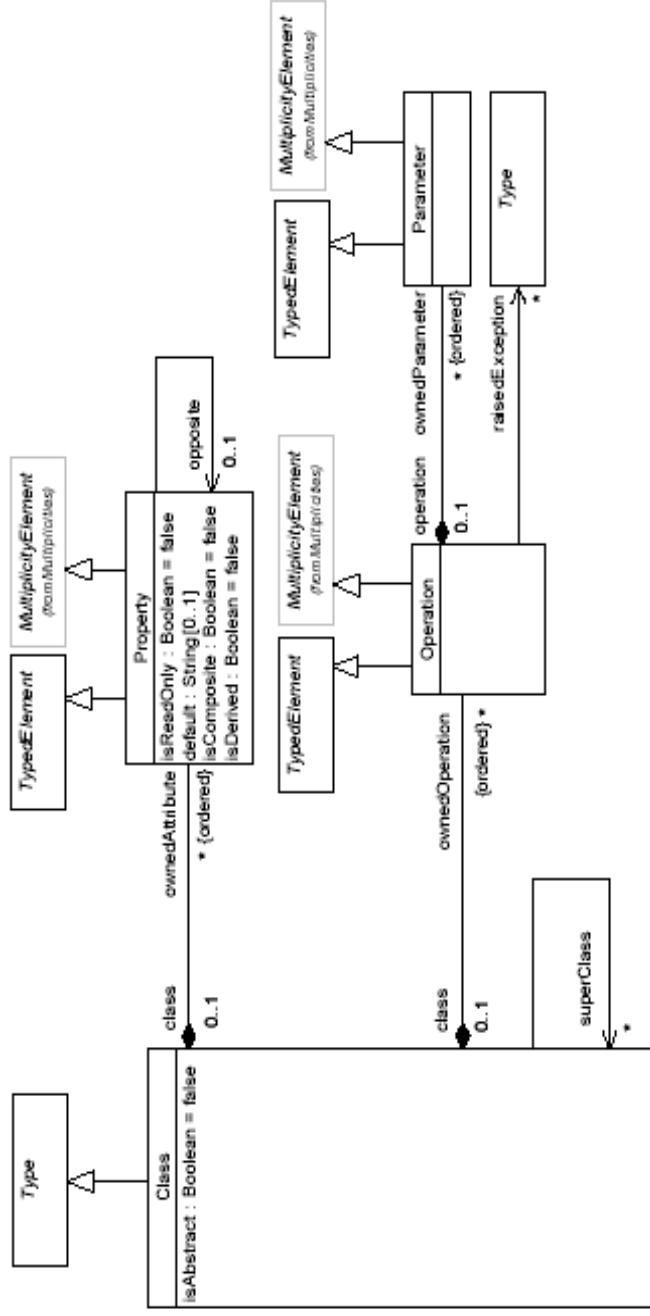 Type
Class
isAbstract : Boolean = false
class
0..1
ownedAttribute
* {ordered}
TypedElement
MultiplicityElement
(from Multiplicities)
Property
isReadOnly : Boolean = false
default : String [0..1]
isComposite : Boolean = false
isDerived : Boolean = false
opposite
0..1
class
0..1
ownedOperation
{ordered} *
superClass
*
TypedElement
MultiplicityElement
(from Multiplicities)
Operation
operation
0..1
ownedParameter
* {ordered}
TypedElement
MultiplicityElement
(from Multiplicities)
Parameter
raisedException
*
Type